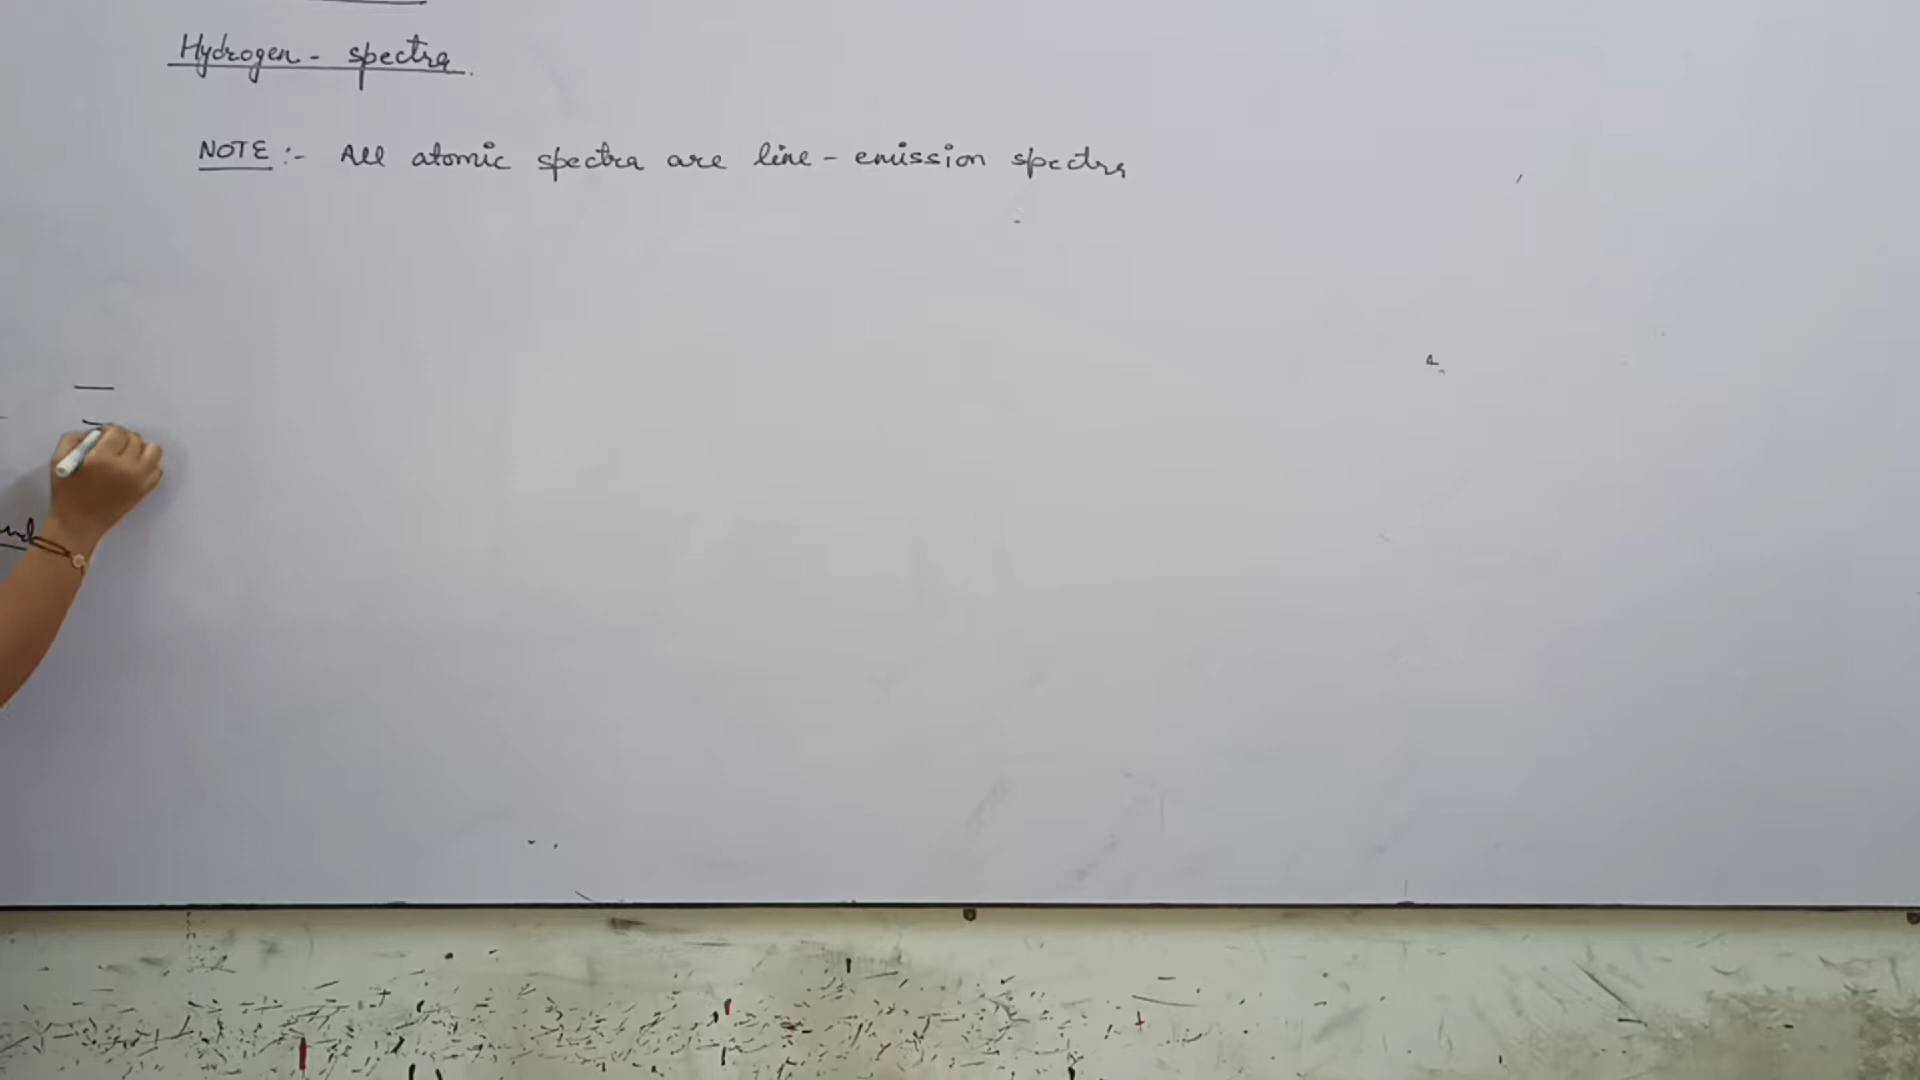 Hydrogen - spectra.
NOTE :- All atomic spectra are line - emission spectra